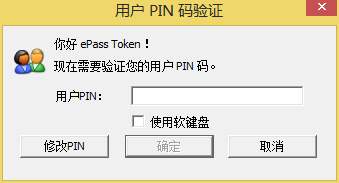 用户 PIN 码验证
你好 ePass Token！
现在需要验证您的用户 PIN 码。
用户PIN：
使用软键盘
修改PIN 确定 取消